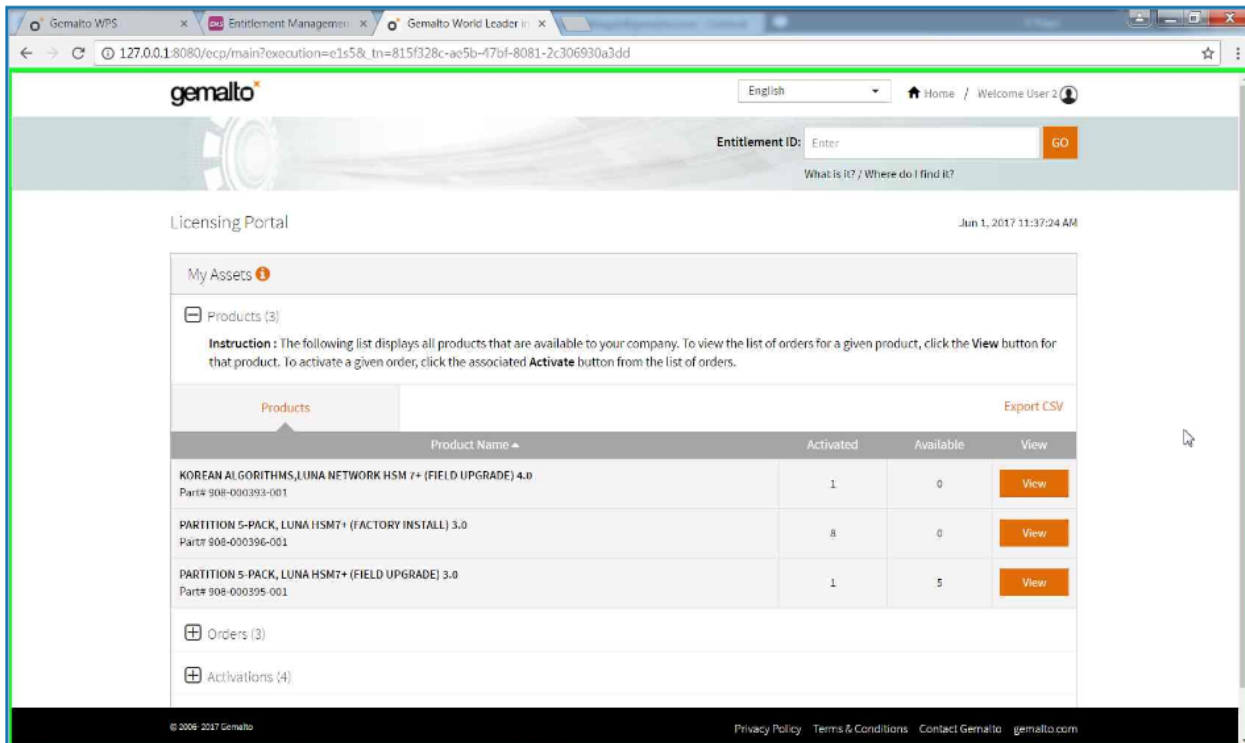 Gemalto WPS
Entitlement Managemen
Gemalto World Leader in
127.0.0.1:8080/ecp/main?execution=e1s5&_tn=815f328c-ae5b-47bf-8081-2c306930a3dd
gemalto
English
Home / Welcome User 2
Entitlement ID: Enter GO
What is it? / Where do I find it?
Licensing Portal
Jun 1, 2017 11:37:24 AM
My Assets
Products (3)
Instruction : The following list displays all products that are available to your company. To view the list of orders for a given product, click the View button for
that product. To activate a given order, click the associated Activate button from the list of orders.
Products
Export CSV
Product Name Activated Available View
KOREAN ALGORITHMS,LUNA NETWORK HSM 7+ (FIELD UPGRADE) 4.0
Part# 908-000393-001
1 0 View
PARTITION 5-PACK, LUNA HSM7+ (FACTORY INSTALL) 3.0
Part# 908-000396-001
8 0 View
PARTITION 5-PACK, LUNA HSM7+ (FIELD UPGRADE) 3.0
Part# 908-000395-001
1 5 View
Orders (3)
Activations (4)
© 2006-2017 Gemalto
Privacy Policy Terms & Conditions Contact Gemalto gemalto.com